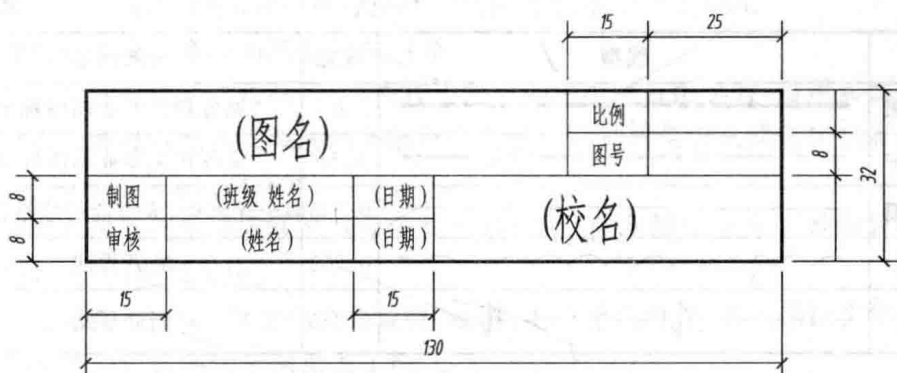 15 25
比例
(图名)
图号
8
32
8
制图 (班级 姓名) (日期)
(校名)
8
审核 (姓名) (日期)
15 15
130